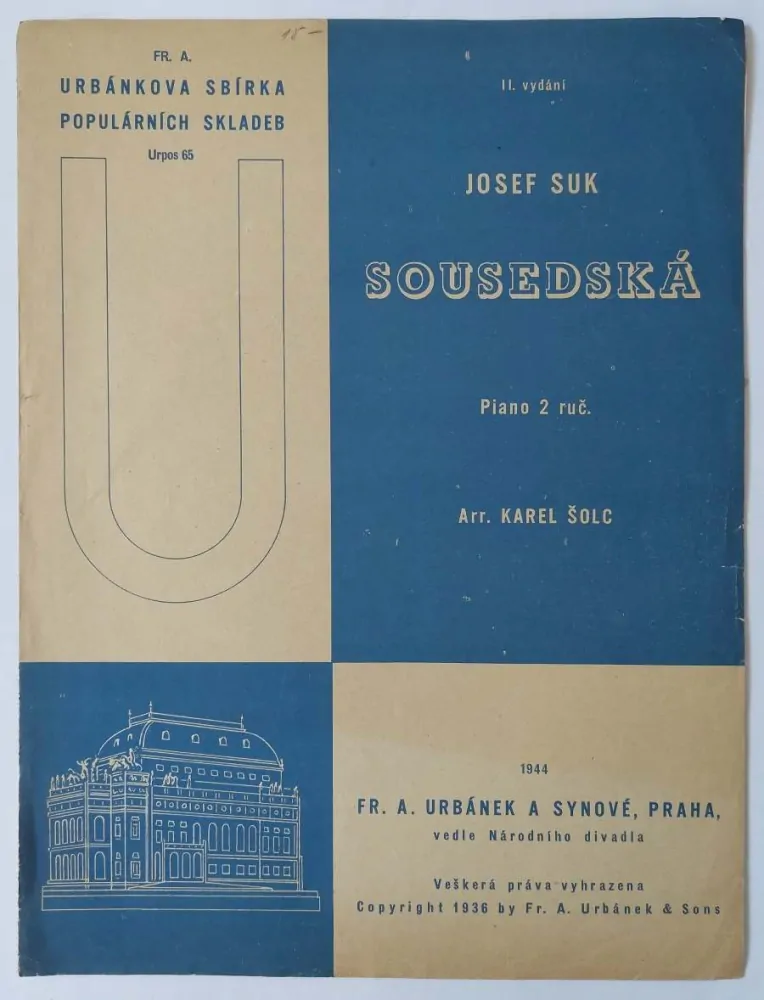 18 –
FR. A.
URBÁNKOVA SBÍRKA
POPULÁRNÍCH SKLADEB
Urpos 65
U
II. vydání
JOSEF SUK
SOUSEDSKÁ
Piano 2 ruč.
Arr. KAREL ŠOLC
1944
FR. A. URBÁNEK A SYNOVÉ, PRAHA,
vedle Národního divadla
Veškerá práva vyhrazena
Copyright 1936 by Fr. A. Urbánek & Sons